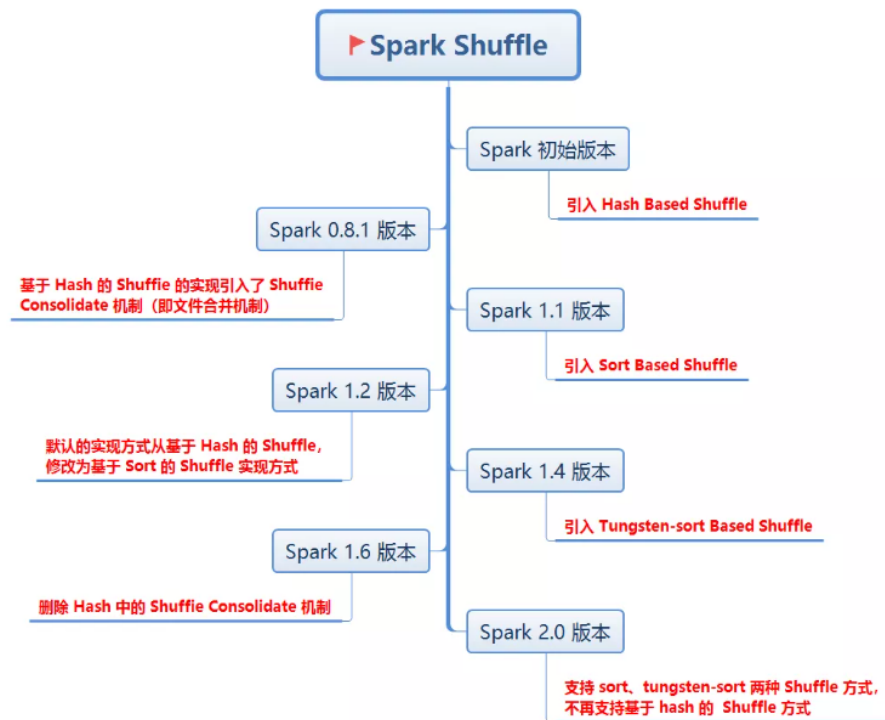 Spark Shuffle
Spark 初始版本
引入 Hash Based Shuffle
Spark 0.8.1 版本
基于 Hash 的 Shuffie 的实现引入了 Shuffie
Consolidate 机制（即文件合并机制）
Spark 1.1 版本
引入 Sort Based Shuffle
Spark 1.2 版本
默认的实现方式从基于 Hash 的 Shuffle，
修改为基于 Sort 的 Shuffle 实现方式
Spark 1.4 版本
引入 Tungsten-sort Based Shuffle
Spark 1.6 版本
删除 Hash 中的 Shuffie Consolidate 机制
Spark 2.0 版本
支持 sort、tungsten-sort 两种 Shuffle 方式，
不再支持基于 hash 的 Shuffle 方式